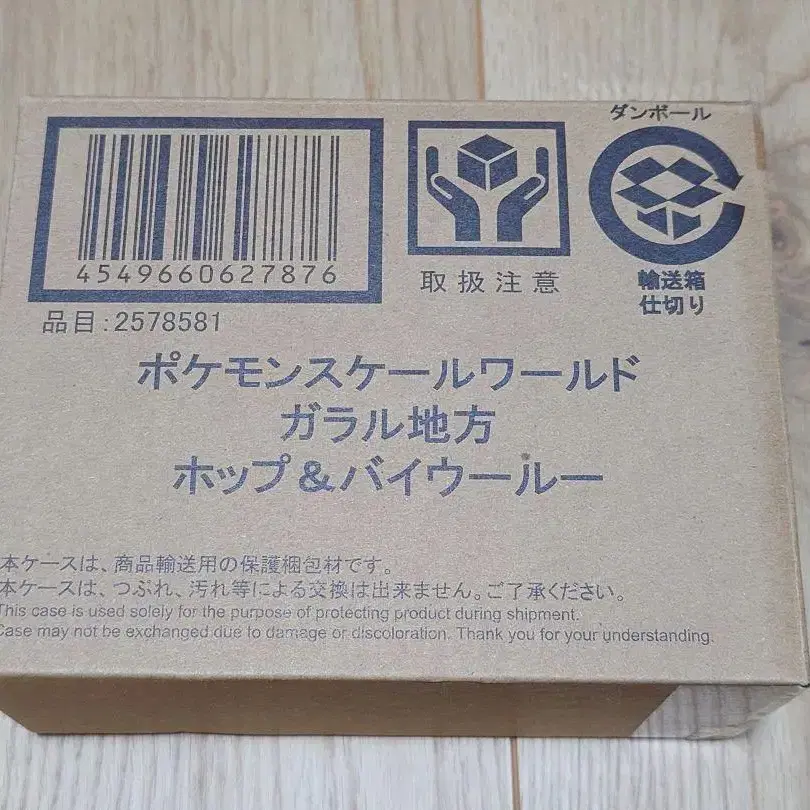 4549660627876
品目:2578581
取扱注意
ダンボール
輸送箱
仕切り
ポケモンスケールワールド
ガラル地方
ホップ&バイウールー
本ケースは、商品輸送用の保護梱包材です。
本ケースは、つぶれ、汚れ等による交換は出来ません。ご了承ください。
This case is used solely for the purpose of protecting product during shipment.
Case may not be exchanged due to damage or discoloration. Thank you for your understanding.